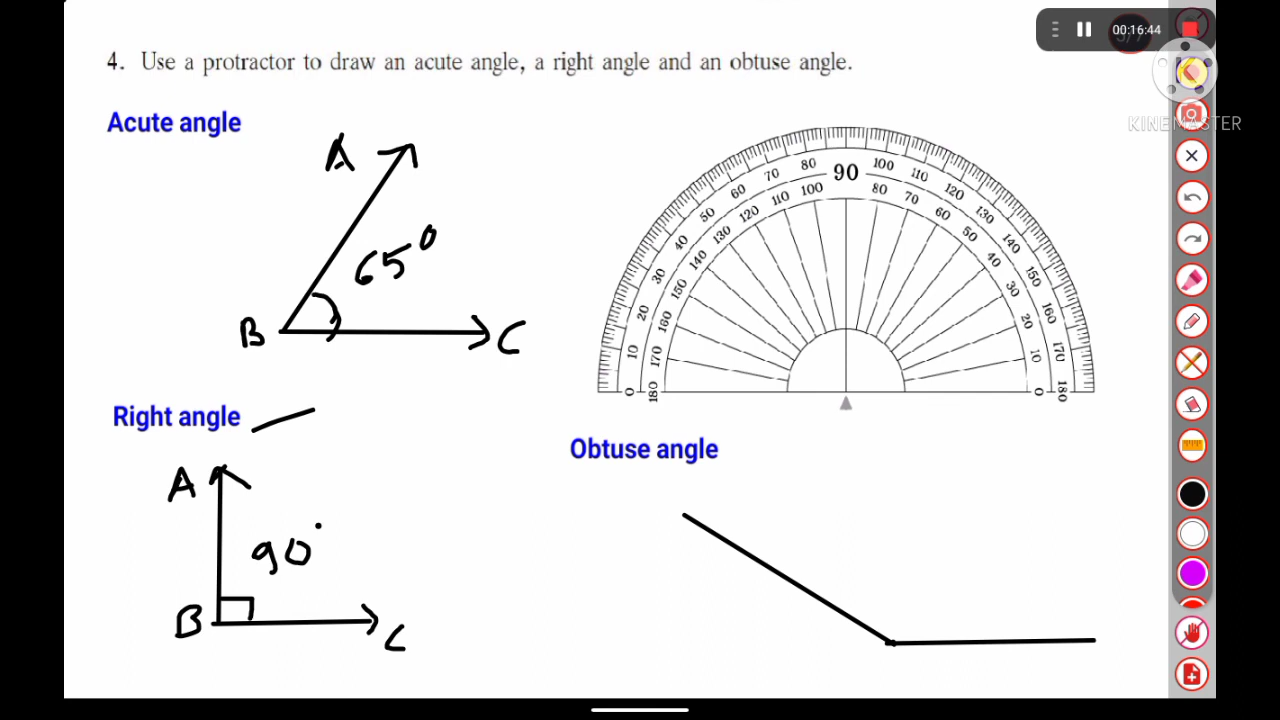 00:16:44
KINEMASTER
4. Use a protractor to draw an acute angle, a right angle and an obtuse angle.
Acute angle
A
65°
B
C
0 10 20 30 40 50 60 70 80 90 100 110 120 130 140 150 160 170 180
180 170 160 150 140 130 120 110 100 80 70 60 50 40 30 20 10 0
Right angle
A
90°
B
C
Obtuse angle